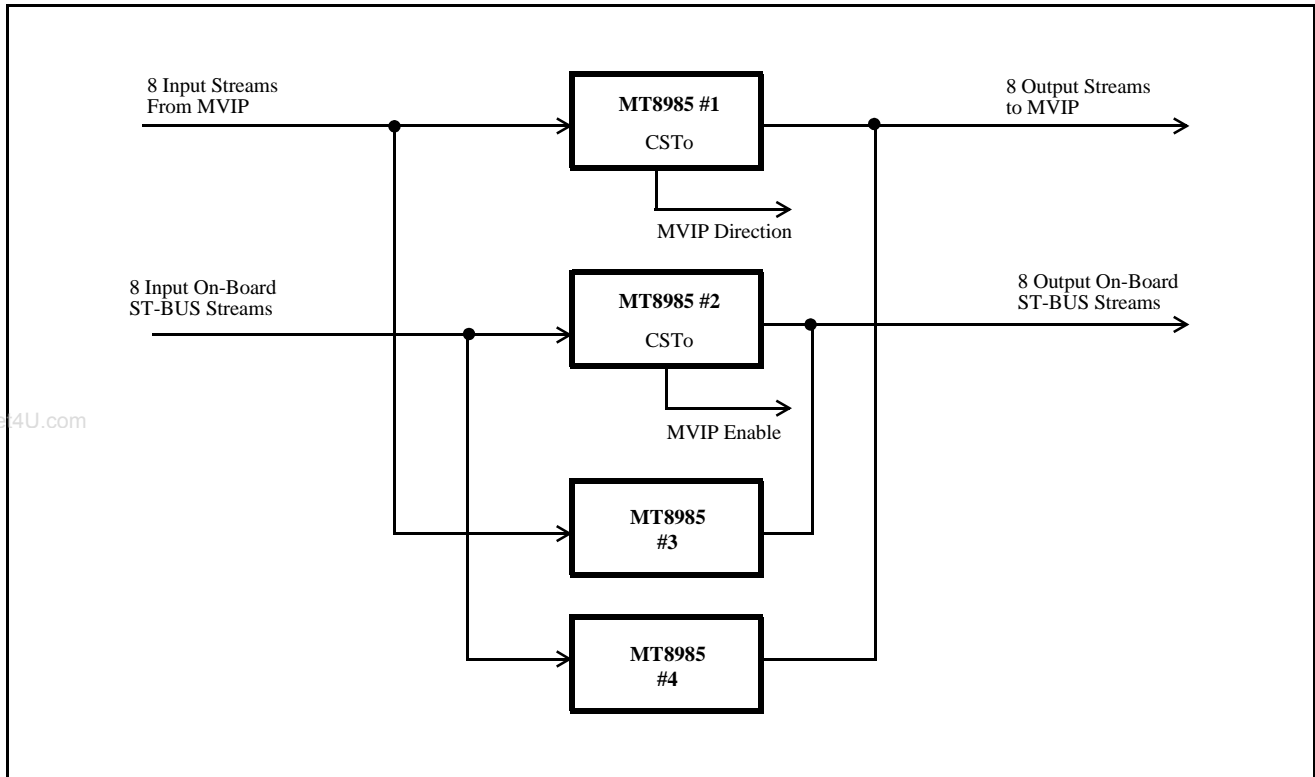 8 Input Streams
From MVIP
MT8985 #1
CSTo
8 Output Streams
to MVIP
MVIP Direction
8 Input On-Board
ST-BUS Streams
MT8985 #2
CSTo
8 Output On-Board
ST-BUS Streams
et4U.com
MVIP Enable
MT8985
#3
MT8985
#4